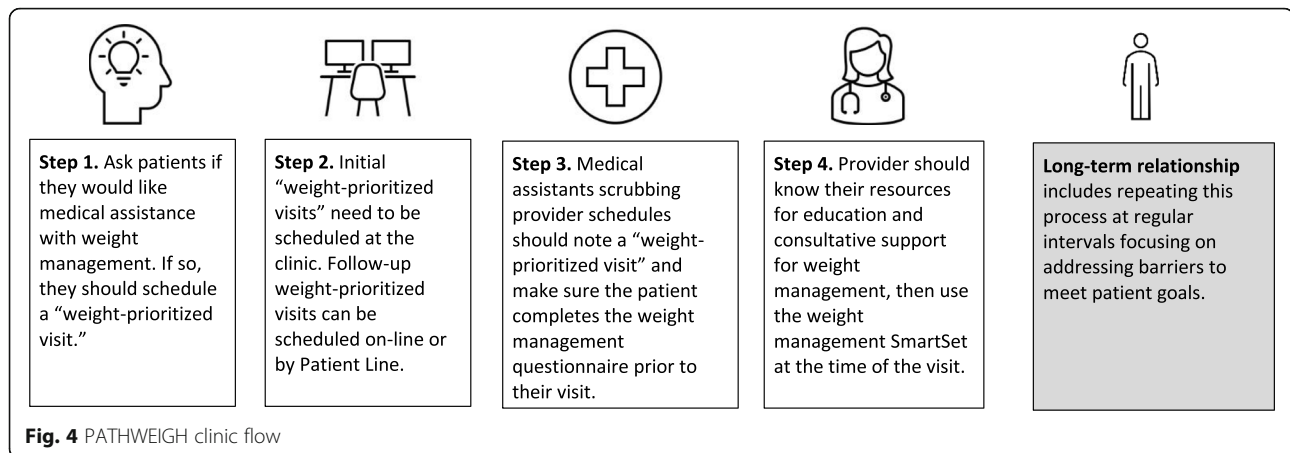 Step 1. Ask patients if
they would like
medical assistance
with weight
management. If so,
they should schedule
a “weight-prioritized
visit.”
Step 2. Initial
“weight-prioritized
visits” need to be
scheduled at the
clinic. Follow-up
weight-prioritized
visits can be
scheduled on-line or
by Patient Line.
Step 3. Medical
assistants scrubbing
provider schedules
should note a “weight-
prioritized visit” and
make sure the patient
completes the weight
management
questionnaire prior to
their visit.
Step 4. Provider should
know their resources
for education and
consultative support
for weight
management, then use
the weight
management SmartSet
at the time of the visit.
Long-term relationship
includes repeating this
process at regular
intervals focusing on
addressing barriers to
meet patient goals.
Fig. 4 PATHWEIGH clinic flow